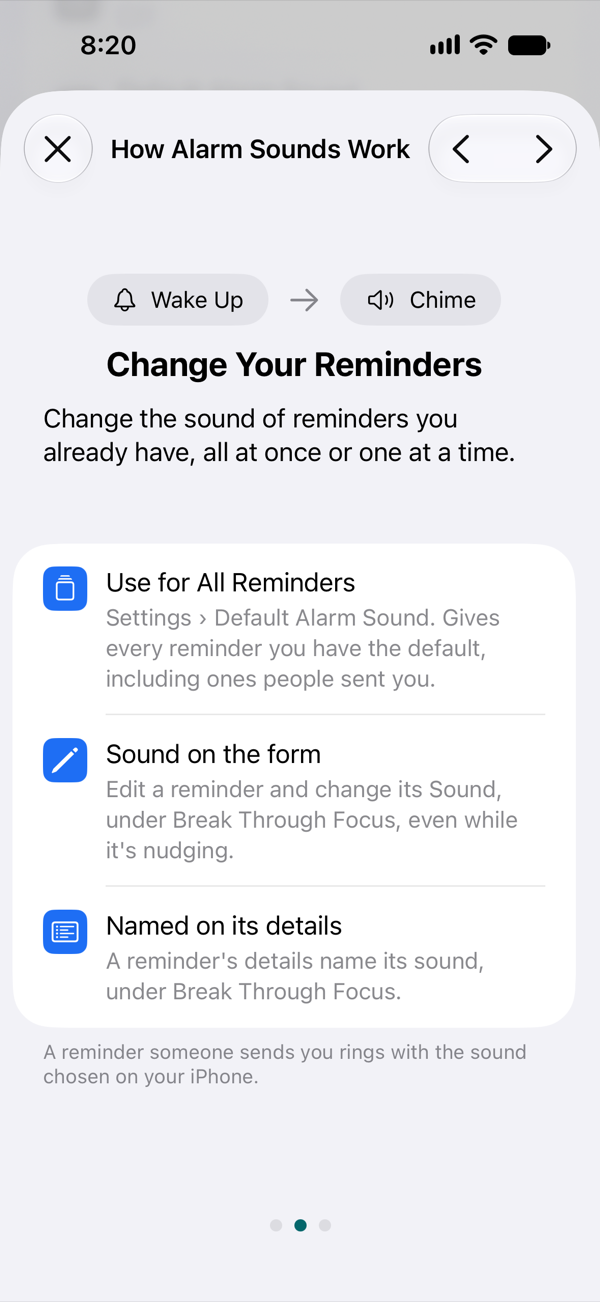 8:20
How Alarm Sounds Work
Wake Up
Chime
Change Your Reminders
Change the sound of reminders you
already have, all at once or one at a time.
Use for All Reminders
Settings › Default Alarm Sound. Gives
every reminder you have the default,
including ones people sent you.
Sound on the form
Edit a reminder and change its Sound,
under Break Through Focus, even while
it's nudging.
Named on its details
A reminder's details name its sound,
under Break Through Focus.
A reminder someone sends you rings with the sound
chosen on your iPhone.